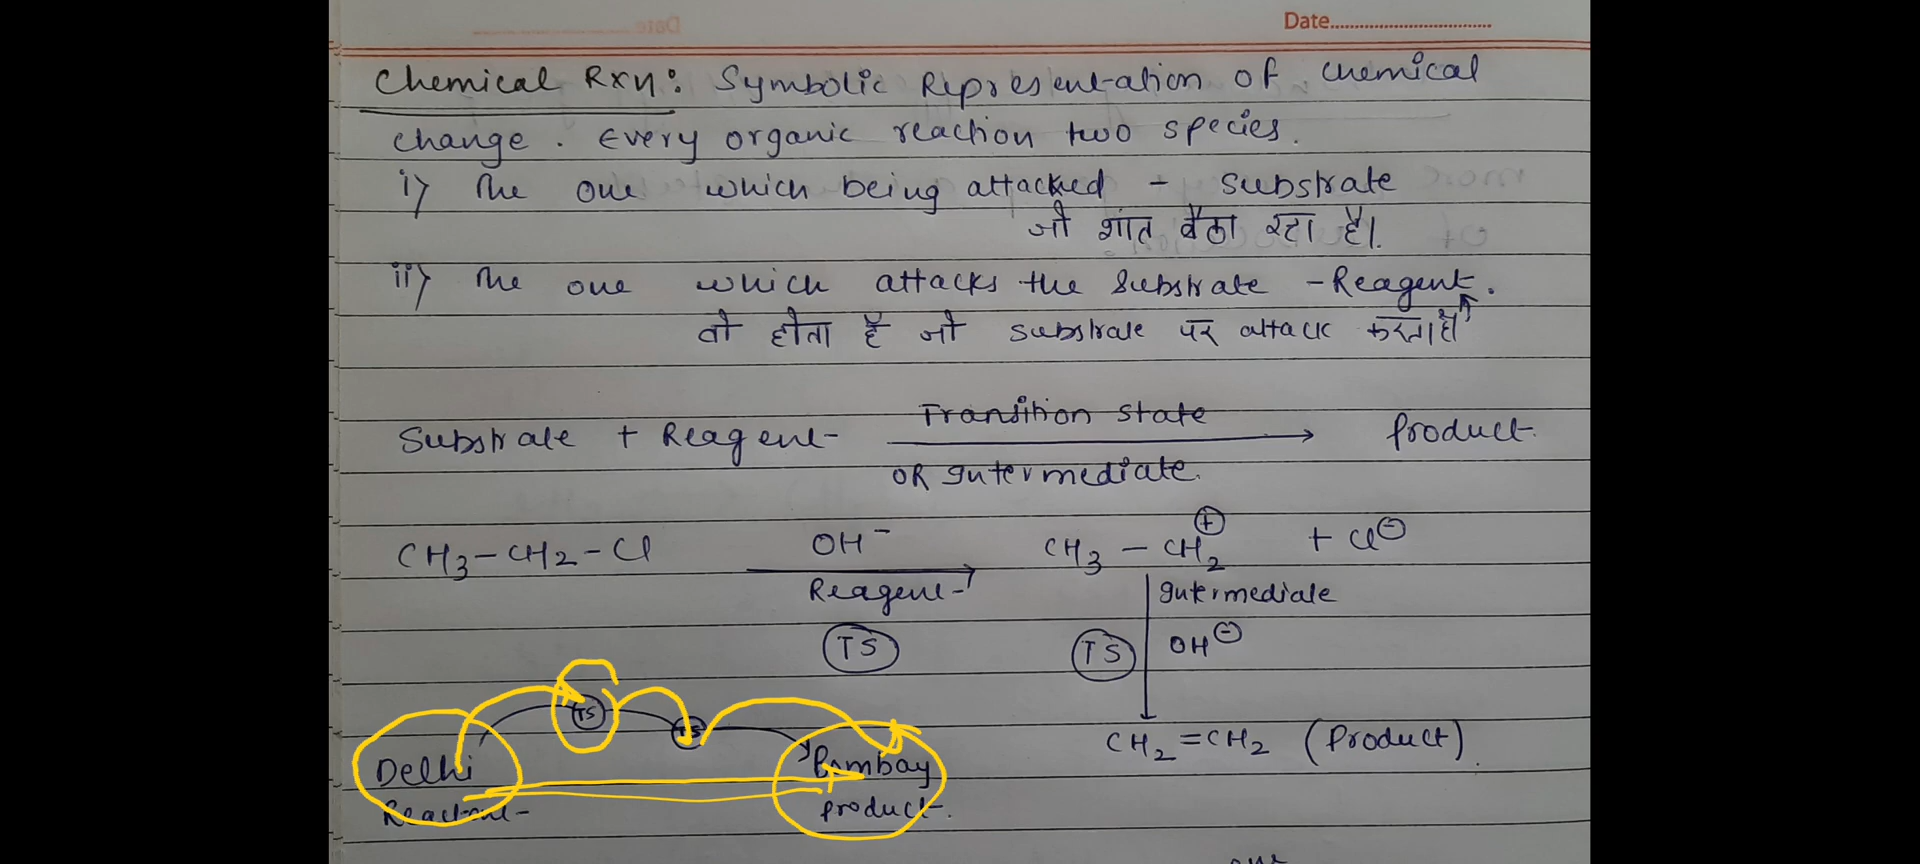 Date
Chemical Rxn: Symbolic Representation of chemical
change. Every organic reaction two species.
i) The one which being attacked - Substrate
जो शांत बैठा रहता है।
ii) The one which attacks the Substrate - Reagent.
वो होता है जो substrate पर attack करता है
Transition state
Substrate + Reagent → Product
OR Intermediate.
CH3-CH2-Cl OH⁻ CH3-CH2⊕ + Cl⊖
Reagent Intermediate
TS TS OH⊖
TS
TS
CH2=CH2 (Product)
Delhi Bombay
Reactant Product.